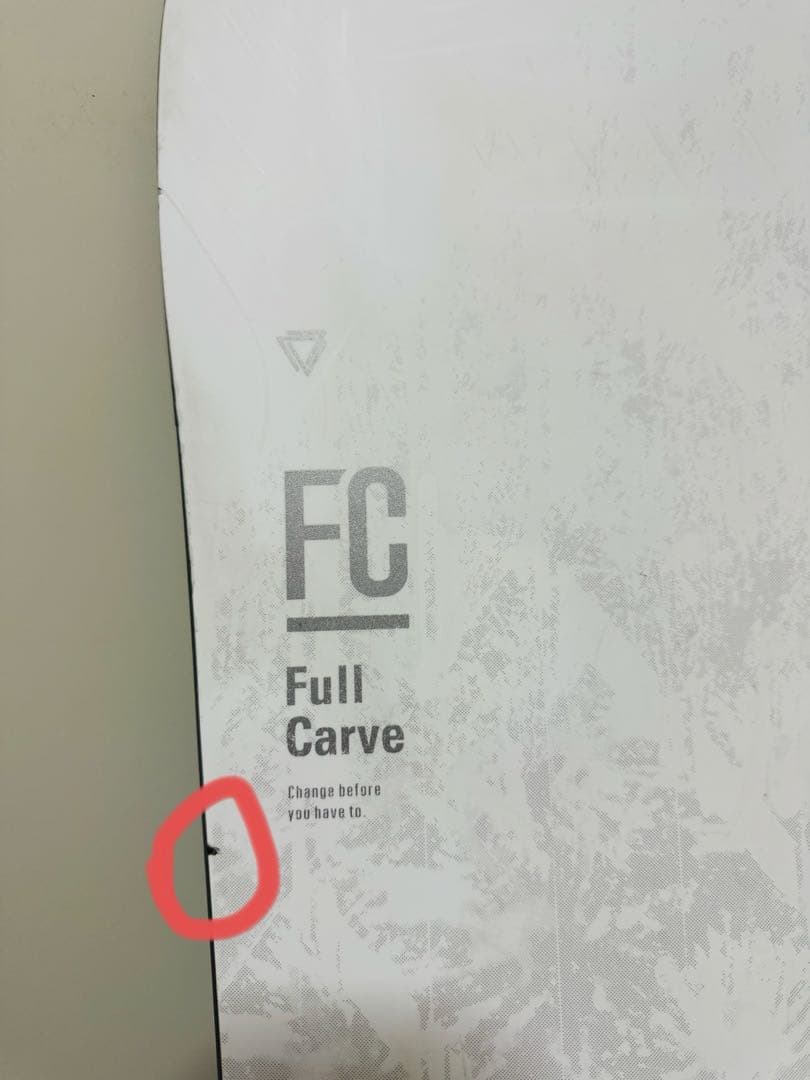 FC
Full
Carve
Change before
you have to.